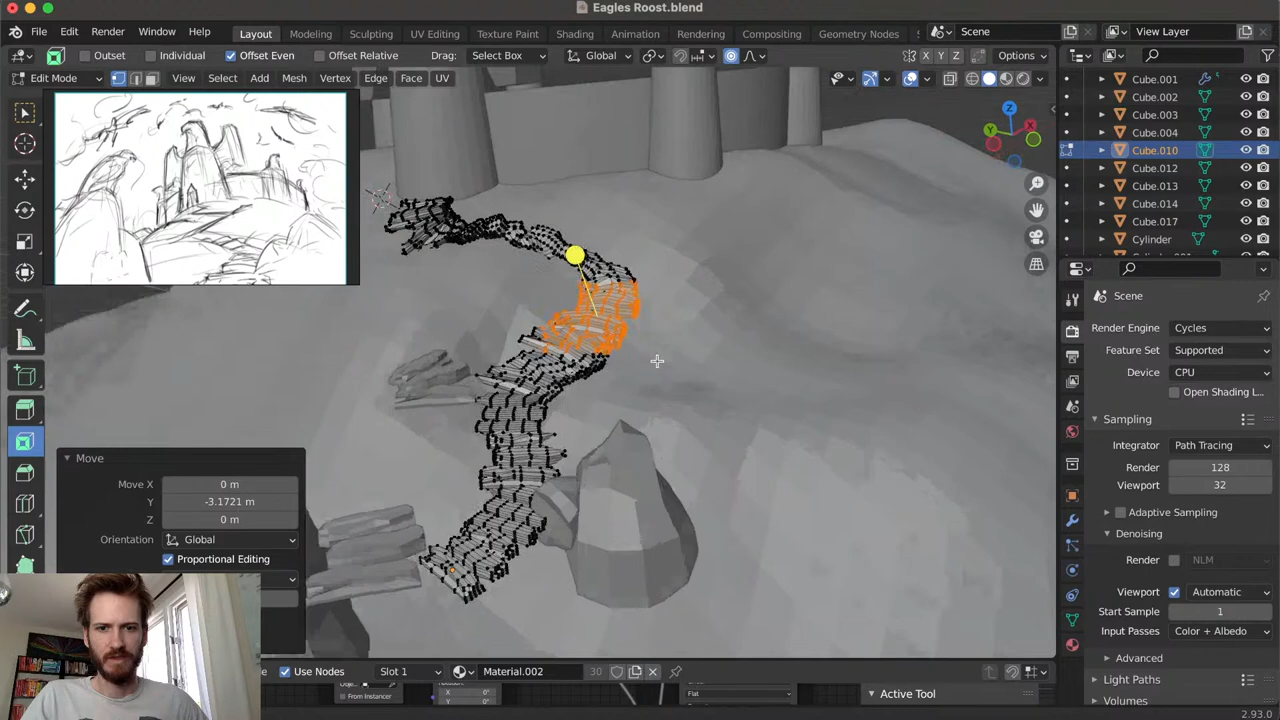 Eagles Roost.blend
File Edit Render Window Help Layout Modeling Sculpting UV Editing Texture Paint Shading Animation Rendering Compositing Geometry Nodes Scene View Layer
Outset Individual Offset Even Offset Relative Drag: Select Box Global Options
Edit Mode View Select Add Mesh Vertex Edge Face UV
Cube.001
Cube.002
Cube.003
Cube.004
Cube.010
Cube.012
Cube.013
Cube.014
Cube.017
Cylinder
Z
X
Y
Scene
Render Engine Cycles
Feature Set Supported
Device CPU
Open Shading L...
Sampling
Integrator Path Tracing
Render 128
Viewport 32
Adaptive Sampling
Denoising
Render NLM
Viewport Automatic
Start Sample 1
Input Passes Color + Albedo
Advanced
Light Paths
Volumes
Move
Move X 0 m
Y -3.1721 m
Z 0 m
Orientation Global
Proportional Editing
Use Nodes Slot 1 Material.002 30
From Instancer
X 0°
Y 0°
Flat
Active Tool
2.93.0